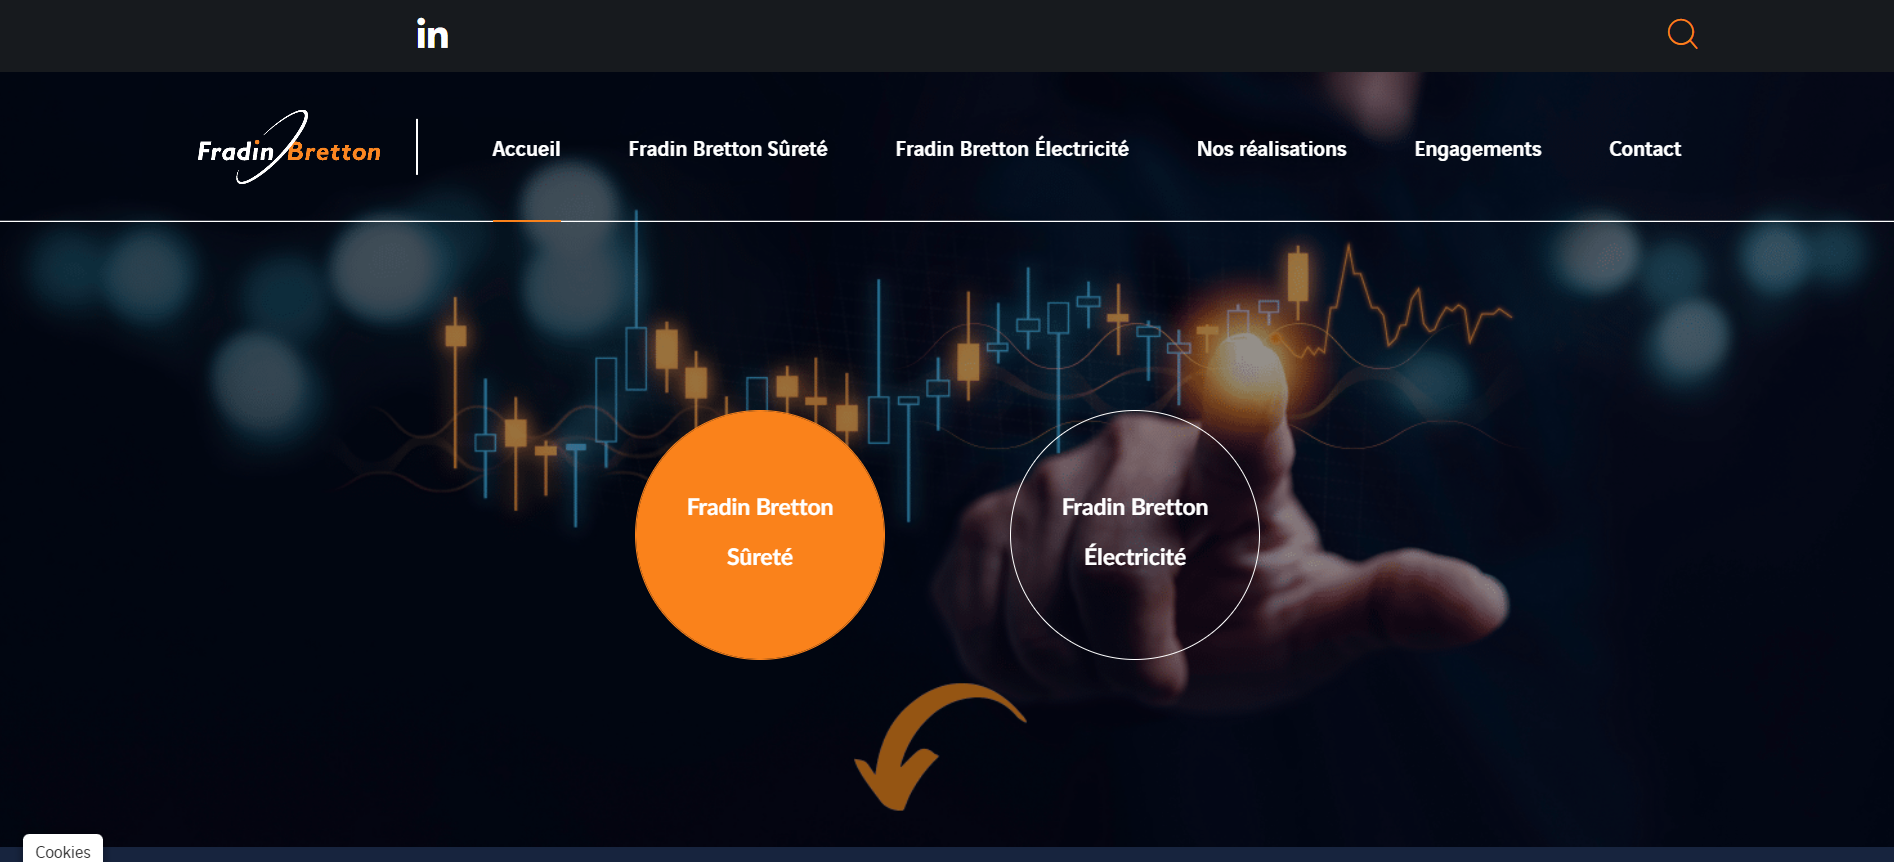 in
Fradin Bretton
Accueil
Fradin Bretton Sûreté
Fradin Bretton Électricité
Nos réalisations
Engagements
Contact
Fradin Bretton
Sûreté
Fradin Bretton
Électricité
Cookies